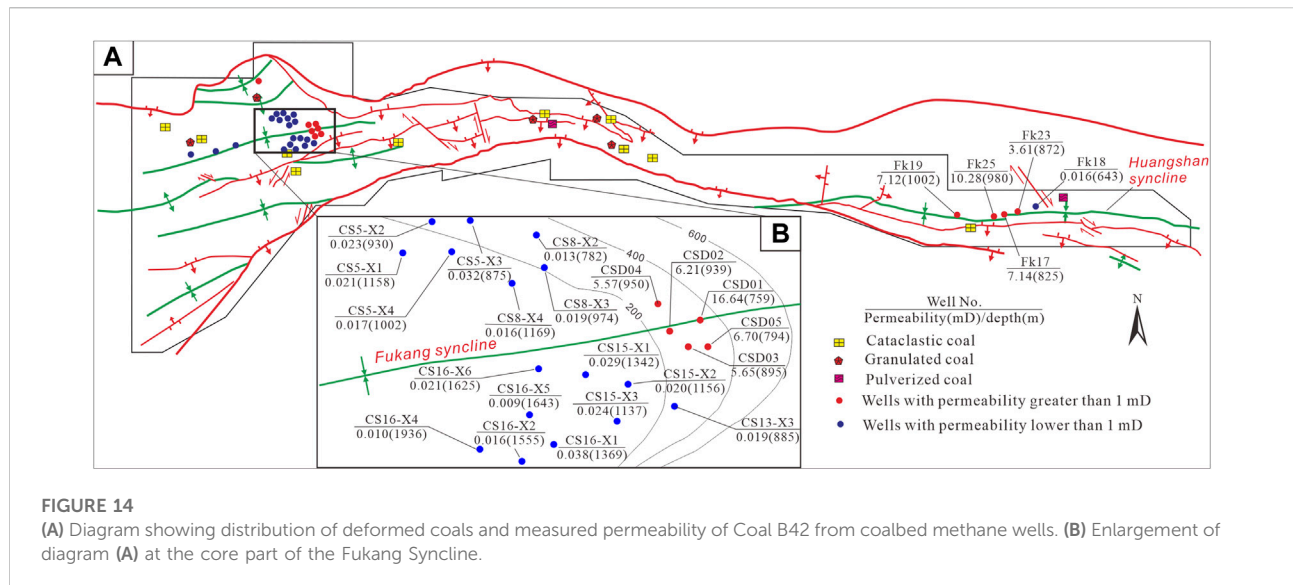 A
Fk23
3.61(872)
Fk25
10.28(980)
Fk18
0.016(643)
Fk19
7.12(1002)
Huangshan
syncline
Fk17
7.14(825)
B
600
400
200
CS5-X2
0.023(930)
CS5-X3
0.032(875)
CS8-X2
0.013(782)
CSD02
6.21(939)
CSD04
5.57(950)
CSD01
16.64(759)
CS5-X1
0.021(1158)
CS5-X4
0.017(1002)
CS8-X4
0.016(1169)
CS8-X3
0.019(974)
CSD05
6.70(794)
Fukang syncline
CS15-X1
0.029(1342)
CSD03
5.65(895)
CS16-X6
0.021(1625)
CS15-X2
0.020(1156)
CS16-X5
0.009(1643)
CS15-X3
0.024(1137)
CS13-X3
0.019(885)
CS16-X4
0.010(1936)
CS16-X2
0.016(1555)
CS16-X1
0.038(1369)
Well No.
Permeability(mD)/depth(m)
N
Cataclastic coal
Granulated coal
Pulverized coal
Wells with permeability greater than 1 mD
Wells with permeability lower than 1 mD
FIGURE 14
(A) Diagram showing distribution of deformed coals and measured permeability of Coal B42 from coalbed methane wells. (B) Enlargement of
diagram (A) at the core part of the Fukang Syncline.